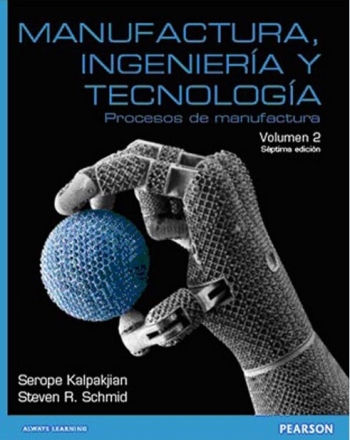 MANUFACTURA,
INGENIERÍA Y
TECNOLOGÍA
Procesos de manufactura
Volumen 2
Séptima edición
Serope Kalpakjian
Steven R. Schmid
ALWAYS LEARNING
PEARSON